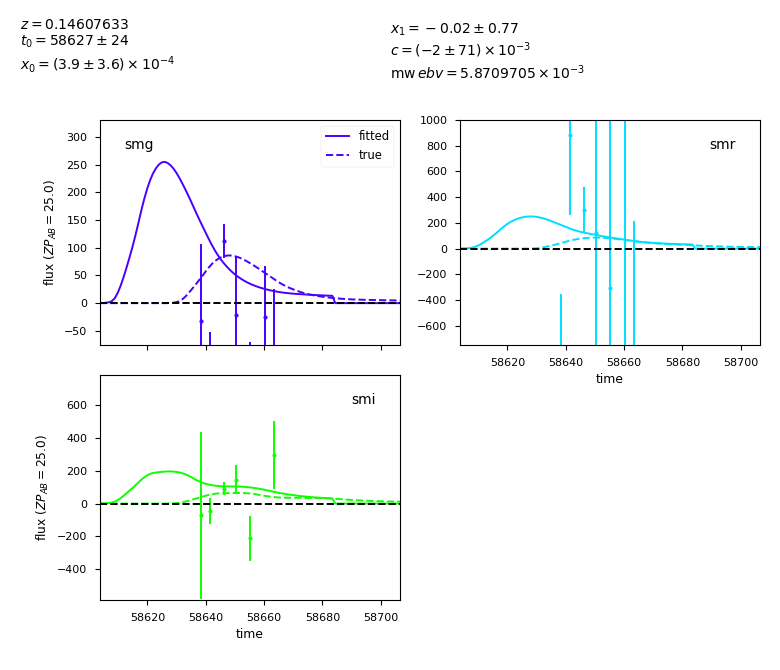 z = 0.14607633
t₀ = 58627 ± 24
x₀ = (3.9 ± 3.6) × 10⁻⁴
x₁ = −0.02 ± 0.77
c = (−2 ± 71) × 10⁻³
mw ebv = 5.8709705 × 10⁻³
smg
fitted
true
300
250
200
150
100
50
0
−50
flux (ZP_AB = 25.0)
smr
1000
800
600
400
200
0
−200
−400
−600
58620 58640 58660 58680 58700
time
smi
600
400
200
0
−200
−400
flux (ZP_AB = 25.0)
58620 58640 58660 58680 58700
time